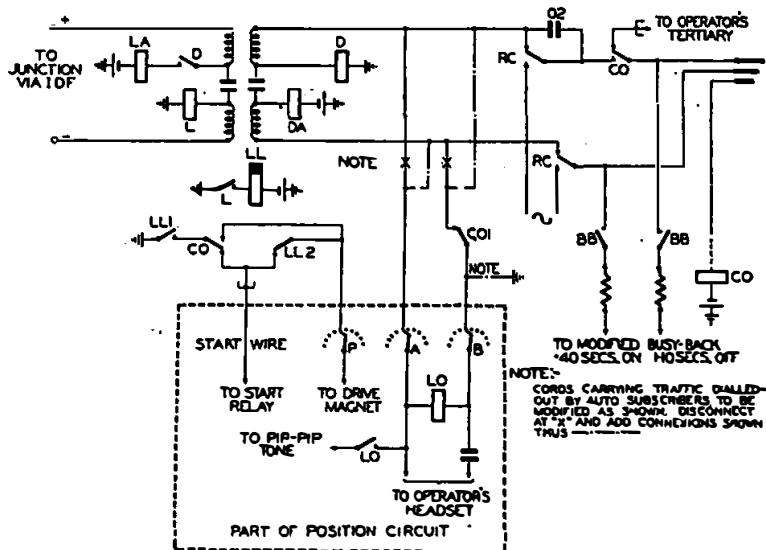 +
LA
D
D
O2
TO OPERATOR'S
TERTIARY
TO
JUNCTION
VIA IDF
RC
CO
L
DA
-
LL
NOTE
X
X
RC
L
LL1
CO
LL2
CO1
BB
BB
NOTE
CO
START WIRE
P
A
B
TO MODIFIED BUSY-BACK
40 SECS. ON 110 SECS. OFF
TO START
RELAY
TO DRIVE
MAGNET
LO
NOTE:-
CORDS CARRYING TRAFFIC DIALLED-
OUT BY AUTO SUBSCRIBERS TO BE
MODIFIED AS SHOWN. DISCONNECT
AT "X" AND ADD CONNEXIONS SHOWN
THUS
TO PIP-PIP
TONE
LO
TO OPERATOR'S
HEADSET
PART OF POSITION CIRCUIT